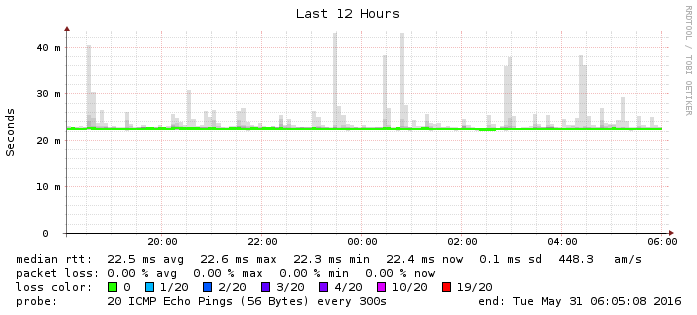 Last 12 Hours
RRDTOOL / TOBI OETIKER
Seconds
40 m
30 m
20 m
10 m
0
20:00 22:00 00:00 02:00 04:00 06:00
median rtt: 22.5 ms avg 22.6 ms max 22.3 ms min 22.4 ms now 0.1 ms sd 448.3 am/s
packet loss: 0.00 % avg 0.00 % max 0.00 % min 0.00 % now
loss color: 0 1/20 2/20 3/20 4/20 10/20 19/20
probe: 20 ICMP Echo Pings (56 Bytes) every 300s end: Tue May 31 06:05:08 2016